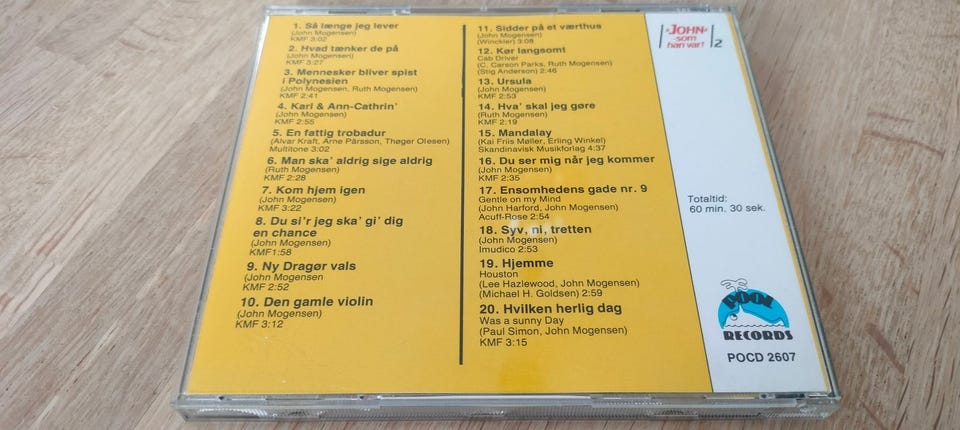 1. Så længe jeg lever
(John Mogensen)
KMF 3:02
2. Hvad tænker de på
(John Mogensen)
KMF 3:27
3. Mennesker bliver spist
i Polynesien
(John Mogensen, Ruth Mogensen)
KMF 2:41
4. Karl & Ann-Cathrin'
(John Mogensen)
KMF 2:55
5. En fattig trobadur
(Alvar Kraft, Arne Pärsson, Thøger Olesen)
Multitone 3:02
6. Man ska' aldrig sige aldrig
(Ruth Mogensen)
KMF 2:28
7. Kom hjem igen
(John Mogensen)
KMF 3:22
8. Du si'r jeg ska' gi' dig
en chance
(John Mogensen)
KMF1:58
9. Ny Dragør vals
(John Mogensen
KMF 2:52
10. Den gamle violin
(John Mogensen)
KMF 3:12
11. Sidder på et værthus
(John Mogensen)
(Winckler) 3:08
12. Kør langsomt
Cab Driver
(C. Carson Parks, Ruth Mogensen)
(Stig Anderson) 2:46
13. Ursula
(John Mogensen)
KMF 2:53
14. Hva' skal jeg gøre
(Ruth Mogensen)
KMF 2:19
15. Mandalay
(Kai Friis Møller, Erling Winkel)
Skandinavisk Musikforlag 4:37
16. Du ser mig når jeg kommer
(John Mogensen)
KMF 2:35
17. Ensomhedens gade nr. 9
Gentle on my Mind
(John Harford, John Mogensen)
Acuff-Rose 2:54
18. Syv, ni, tretten
(John Mogensen)
Imudico 2:53
19. Hjemme
Houston
(Lee Hazlewood, John Mogensen)
(Michael H. Goldsen) 2:59
20. Hvilken herlig dag
Was a sunny Day
(Paul Simon, John Mogensen)
KMF 3:15
JOHN
-som
han var!
2
Totaltid:
60 min. 30 sek.
POOL
RECORDS
POCD 2607